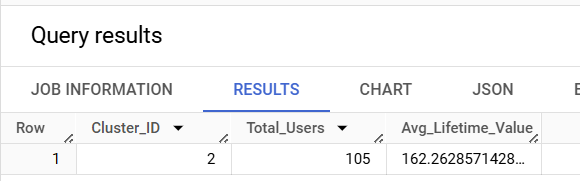 Query results
JOB INFORMATION RESULTS CHART JSON E
Row Cluster_ID Total_Users Avg_Lifetime_Value
1 2 105 162.2628571428...